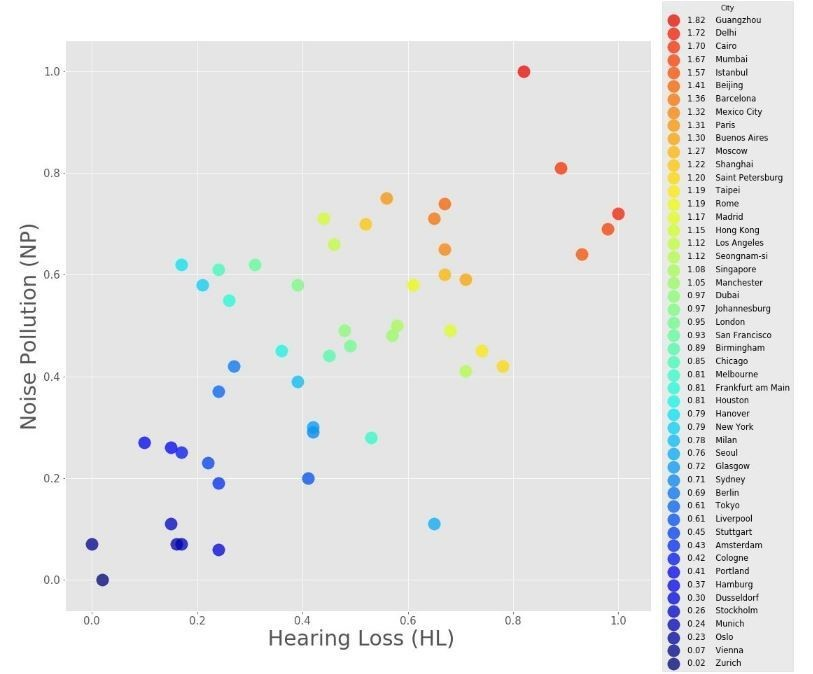 City
1.82 Guangzhou
1.72 Delhi
1.70 Cairo
1.67 Mumbai
1.57 Istanbul
1.41 Beijing
1.36 Barcelona
1.32 Mexico City
1.31 Paris
1.30 Buenos Aires
1.27 Moscow
1.22 Shanghai
1.20 Saint Petersburg
1.19 Taipei
1.19 Rome
1.17 Madrid
1.15 Hong Kong
1.12 Los Angeles
1.12 Seongnam-si
1.08 Singapore
1.05 Manchester
0.97 Dubai
0.97 Johannesburg
0.95 London
0.93 San Francisco
0.89 Birmingham
0.85 Chicago
0.81 Melbourne
0.81 Frankfurt am Main
0.81 Houston
0.79 Hanover
0.79 New York
0.78 Milan
0.76 Seoul
0.72 Glasgow
0.71 Sydney
0.69 Berlin
0.61 Tokyo
0.61 Liverpool
0.45 Stuttgart
0.43 Amsterdam
0.42 Cologne
0.41 Portland
0.37 Hamburg
0.30 Dusseldorf
0.26 Stockholm
0.24 Munich
0.23 Oslo
0.07 Vienna
0.02 Zurich
Noise Pollution (NP)
1.0
0.8
0.6
0.4
0.2
0.0
0.0 0.2 0.4 0.6 0.8 1.0
Hearing Loss (HL)